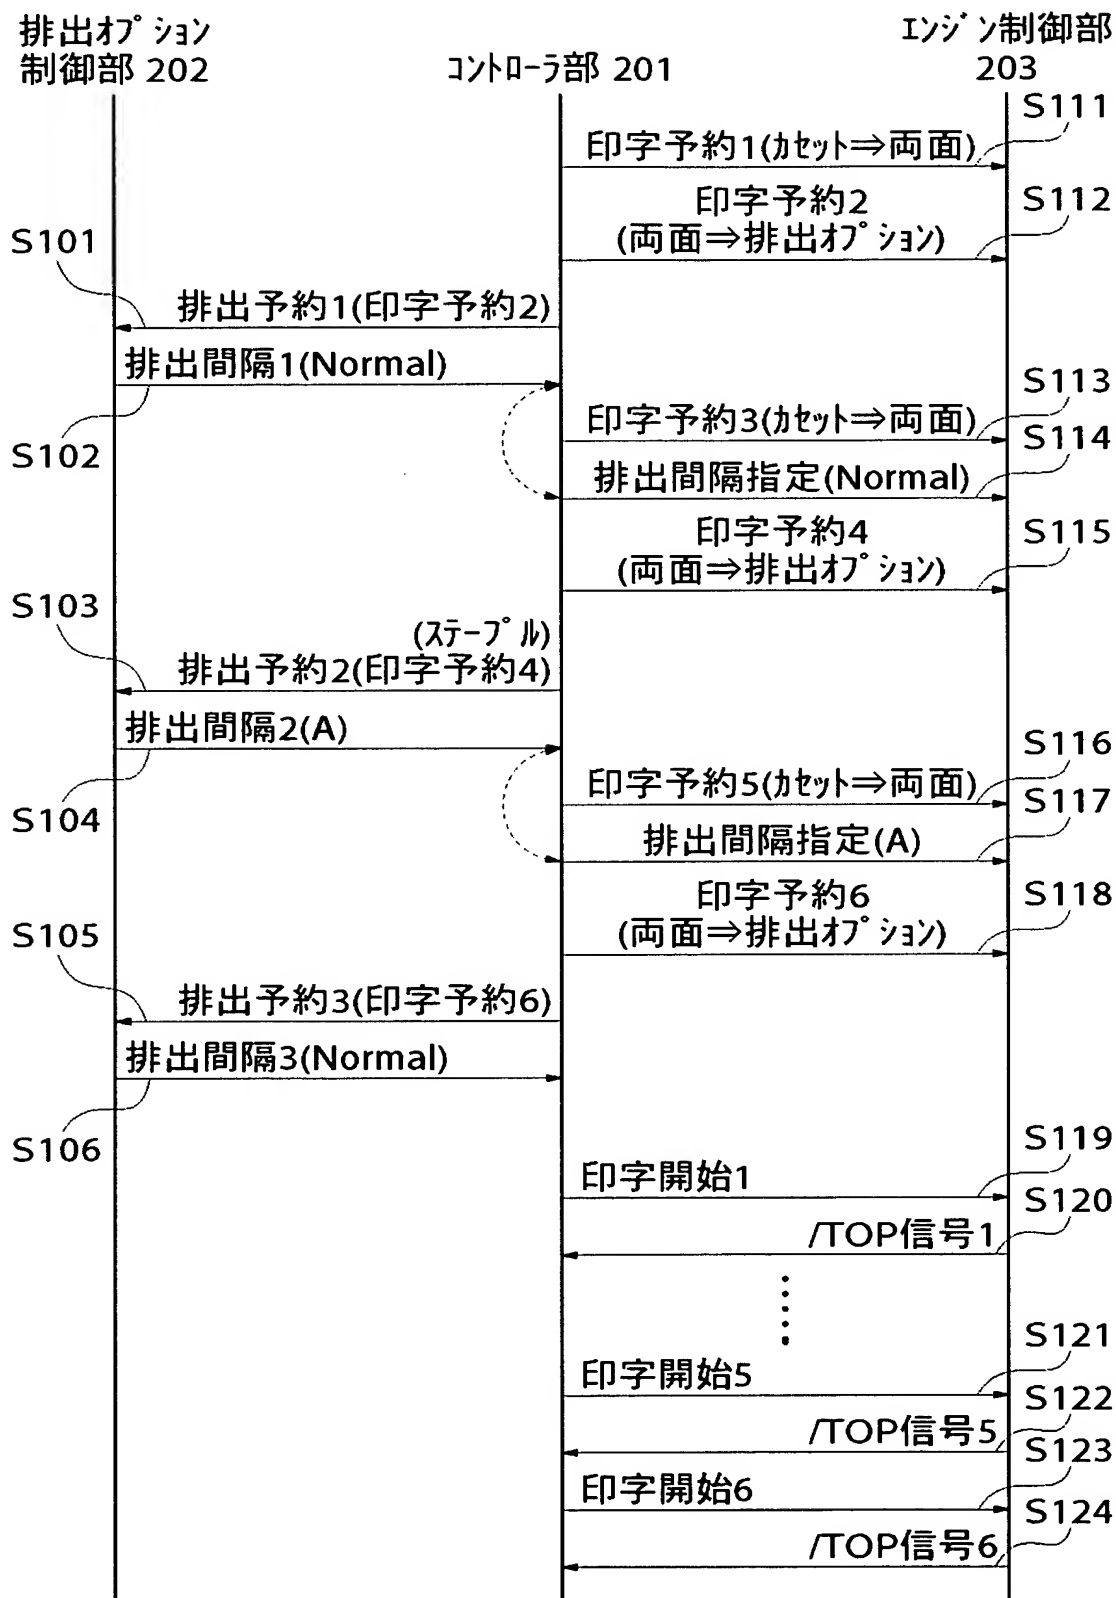 排出ｵﾌﾟｼｮﾝ
制御部 202
ｺﾝﾄﾛｰﾗ部 201
ｴﾝｼﾞﾝ制御部
203
S111
印字予約1(ｶｾｯﾄ⇒両面)
S112
印字予約2
(両面⇒排出ｵﾌﾟｼｮﾝ)
S101
排出予約1(印字予約2)
排出間隔1(Normal)
S102
S113
印字予約3(ｶｾｯﾄ⇒両面)
S114
排出間隔指定(Normal)
S115
印字予約4
(両面⇒排出ｵﾌﾟｼｮﾝ)
S103
(ｽﾃｰﾌﾟﾙ)
排出予約2(印字予約4)
排出間隔2(A)
S104
S116
印字予約5(ｶｾｯﾄ⇒両面)
S117
排出間隔指定(A)
S118
印字予約6
(両面⇒排出ｵﾌﾟｼｮﾝ)
S105
排出予約3(印字予約6)
排出間隔3(Normal)
S106
S119
印字開始1
S120
/TOP信号1
S121
印字開始5
S122
/TOP信号5
S123
印字開始6
S124
/TOP信号6